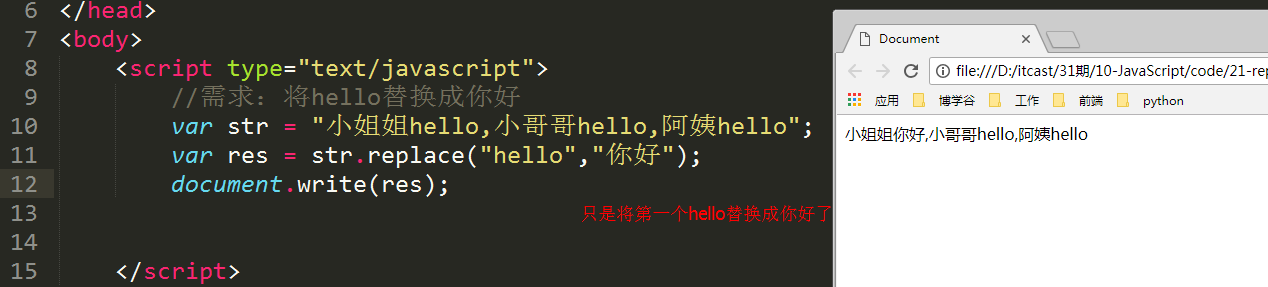 6 </head>
7 <body>
8 <script type="text/javascript">
9 //需求：将hello替换成你好
10 var str = "小姐姐hello,小哥哥hello,阿姨hello";
11 var res = str.replace("hello","你好");
12 document.write(res);
13 只是将第一个hello替换成你好了
14
15 </script>
Document
file:///D:/itcast/31期/10-JavaScript/code/21-rep
应用 博学谷 工作 前端 python
小姐姐你好,小哥哥hello,阿姨hello